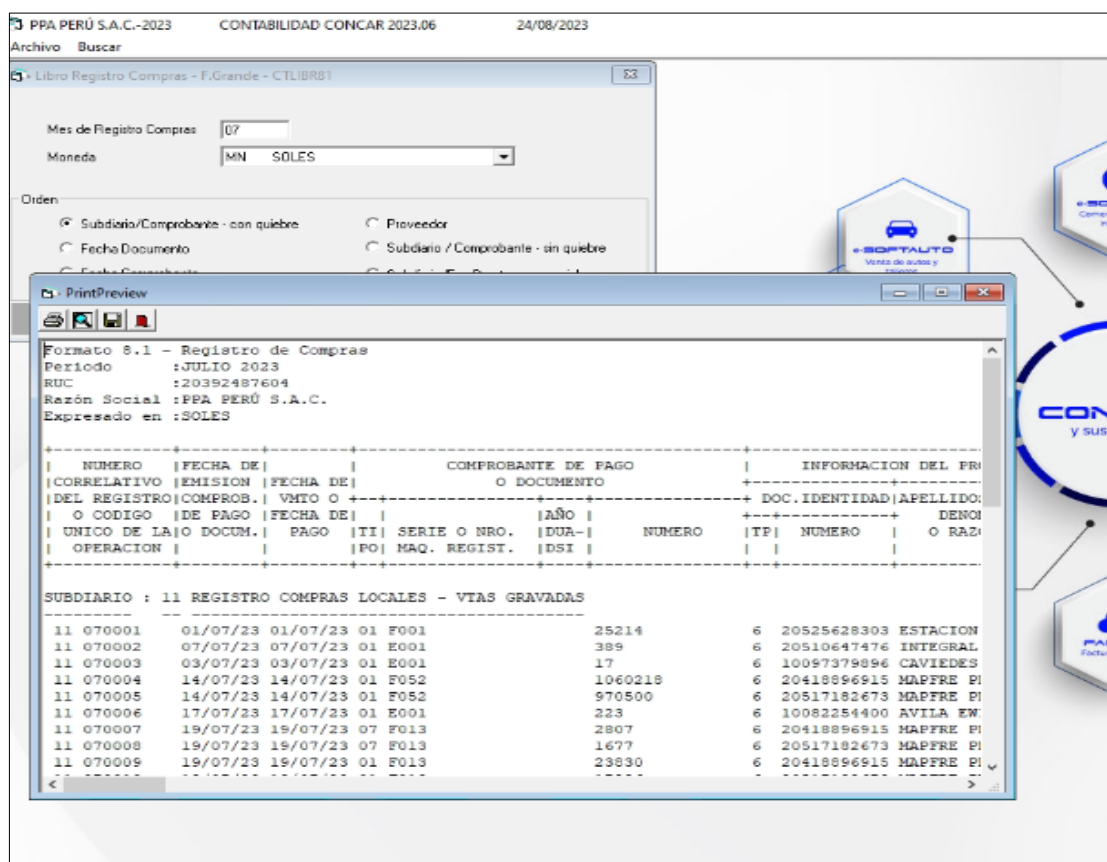 PPA PERÚ S.A.C.-2023 CONTABILIDAD CONCAR 2023.06 24/08/2023
Archivo Buscar
Libro Registro Compras - F.Grande - CTLIBR81
Mes de Registro Compras 07
Moneda MN SOLES
Orden
Subdiario/Comprobante - con quiebre Proveedor
Fecha Documento Subdiario / Comprobante - sin quiebre
Fecha Comprobante
e-SOFTAUTO
Venta de autos y
talleres
PrintPreview
Formato 8.1 - Registro de Compras
Periodo :JULIO 2023
RUC :20392487604
Razón Social :PPA PERÚ S.A.C.
Expresado en :SOLES
| NUMERO |FECHA DE| | COMPROBANTE DE PAGO | INFORMACION DEL
|CORRELATIVO |EMISION |FECHA DE| O DOCUMENTO
|DEL REGISTRO|COMPROB.| VMTO O DOC.IDENTIDAD|APELLIDO
| O CODIGO |DE PAGO |FECHA DE| | |AÑO |
| UNICO DE LA|O DOCUM.| PAGO |TI| SERIE O NRO. |DUA-| NUMERO |TP| NUMERO |
| OPERACION | | |PO| MAQ. REGIST. |DSI | | | |
SUBDIARIO : 11 REGISTRO COMPRAS LOCALES - VTAS GRAVADAS
11 070001 01/07/23 01/07/23 01 F001 25214 6 20525628303 ESTACION
11 070002 07/07/23 07/07/23 01 E001 389 6 20510647476 INTEGRAL
11 070003 03/07/23 03/07/23 01 E001 17 6 10097379896 CAVIEDES
11 070004 14/07/23 14/07/23 01 F052 1060218 6 20418896915 MAPFRE
11 070005 14/07/23 14/07/23 01 F052 970500 6 20517182673 MAPFRE
11 070006 17/07/23 17/07/23 01 E001 223 6 10082254400 AVILA
11 070007 19/07/23 19/07/23 07 F013 2807 6 20418896915 MAPFRE
11 070008 19/07/23 19/07/23 07 F013 1677 6 20517182673 MAPFRE
11 070009 19/07/23 19/07/23 01 F013 23830 6 20418896915 MAPFRE
y sus